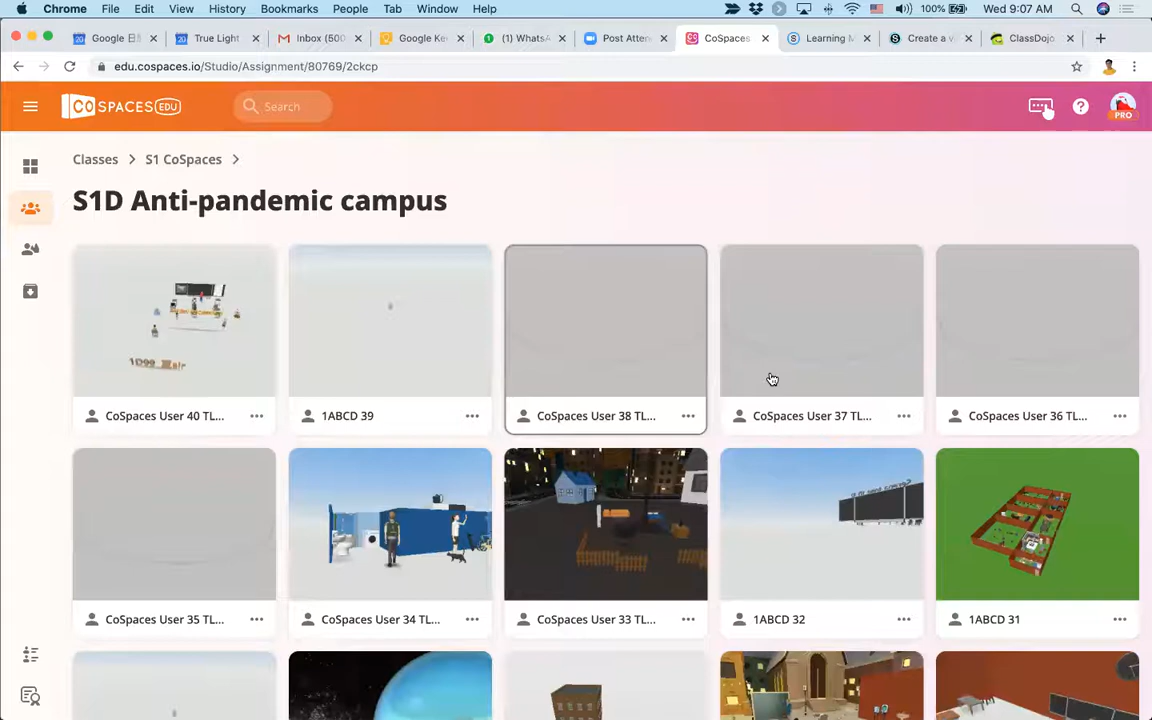 Chrome File Edit View History Bookmarks People Tab Window Help 100% Wed 9:07 AM
Google True Light Inbox (500 Google Ke (1) WhatsA Post Atten CoSpaces Learning M Create a v ClassDojo
edu.cospaces.io/Studio/Assignment/80769/2ckcp
COSPACES EDU Search PRO
Classes S1 CoSpaces
S1D Anti-pandemic campus
CoSpaces User 40 TL... 1ABCD 39 CoSpaces User 38 TL... CoSpaces User 37 TL... CoSpaces User 36 TL...
CoSpaces User 35 TL... CoSpaces User 34 TL... CoSpaces User 33 TL... 1ABCD 32 1ABCD 31